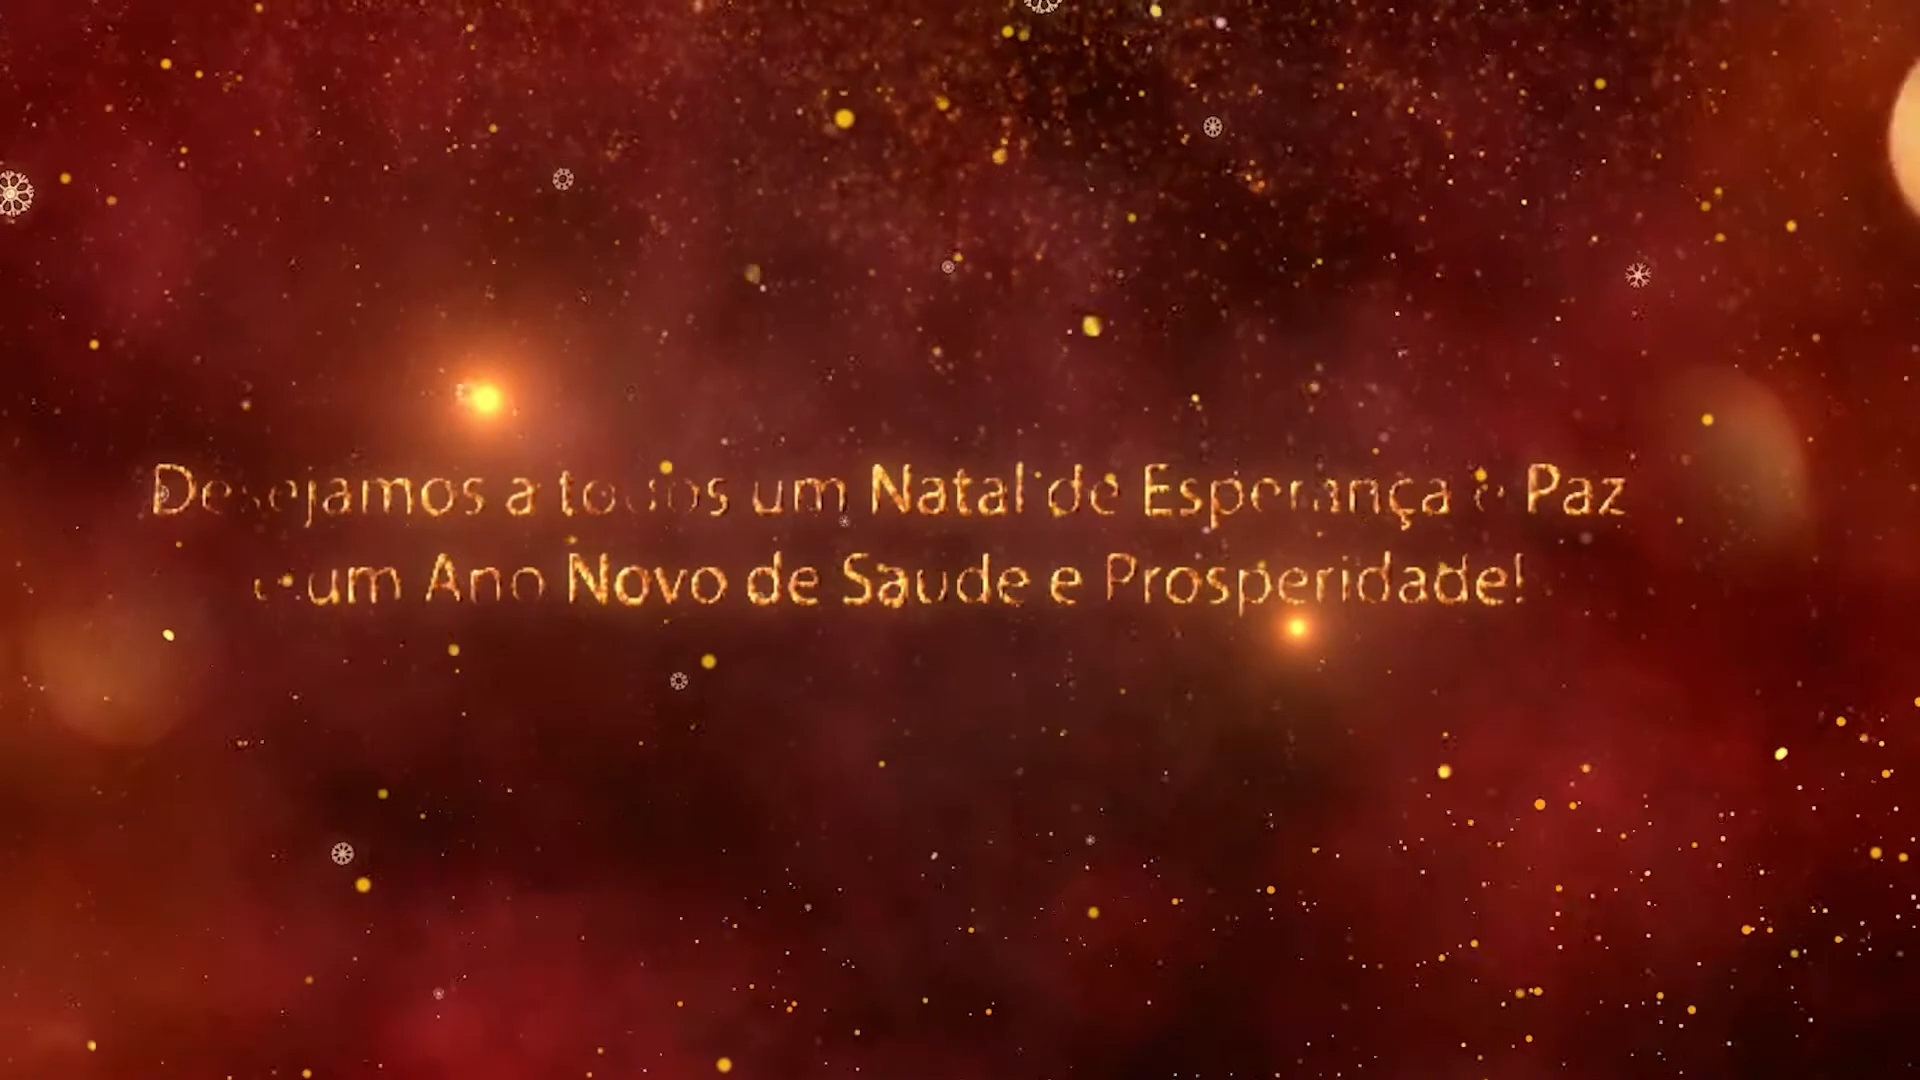 Desejamos a todos um Natal de Esperança e Paz
e um Ano Novo de Saude e Prosperidade!